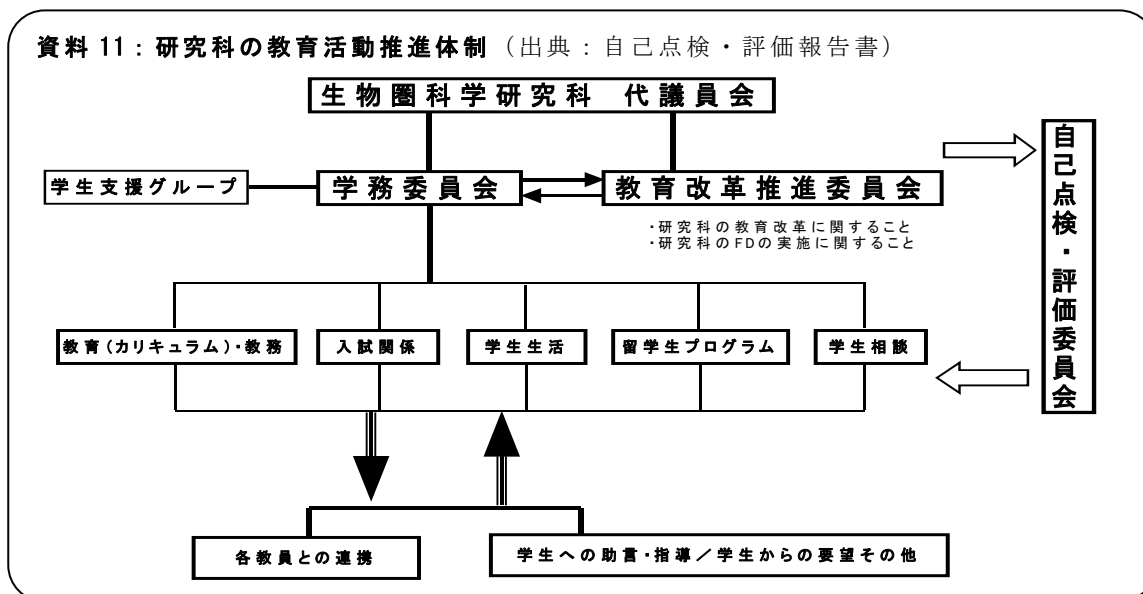 資料 11：研究科の教育活動推進体制（出典：自己点検・評価報告書）
生物圏科学研究科 代議員会
学生支援グループ
学務委員会
教育改革推進委員会
・研究科の教育改革に関すること
・研究科のFDの実施に関すること
自己点検・評価委員会
教育(カリキュラム)・教務
入試関係
学生生活
留学生プログラム
学生相談
各教員との連携
学生への助言・指導／学生からの要望その他